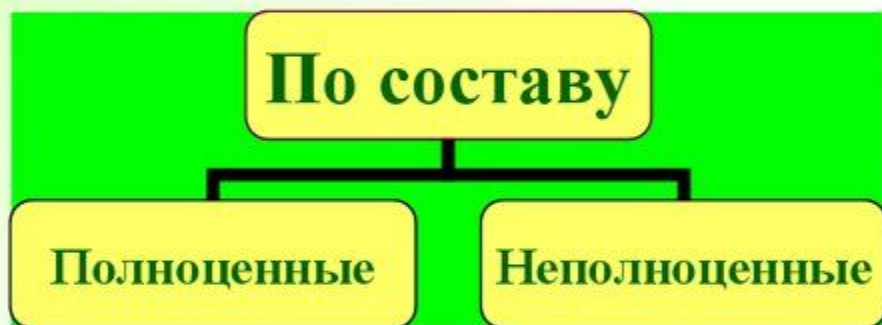 По составу
Полноценные
Неполноценные